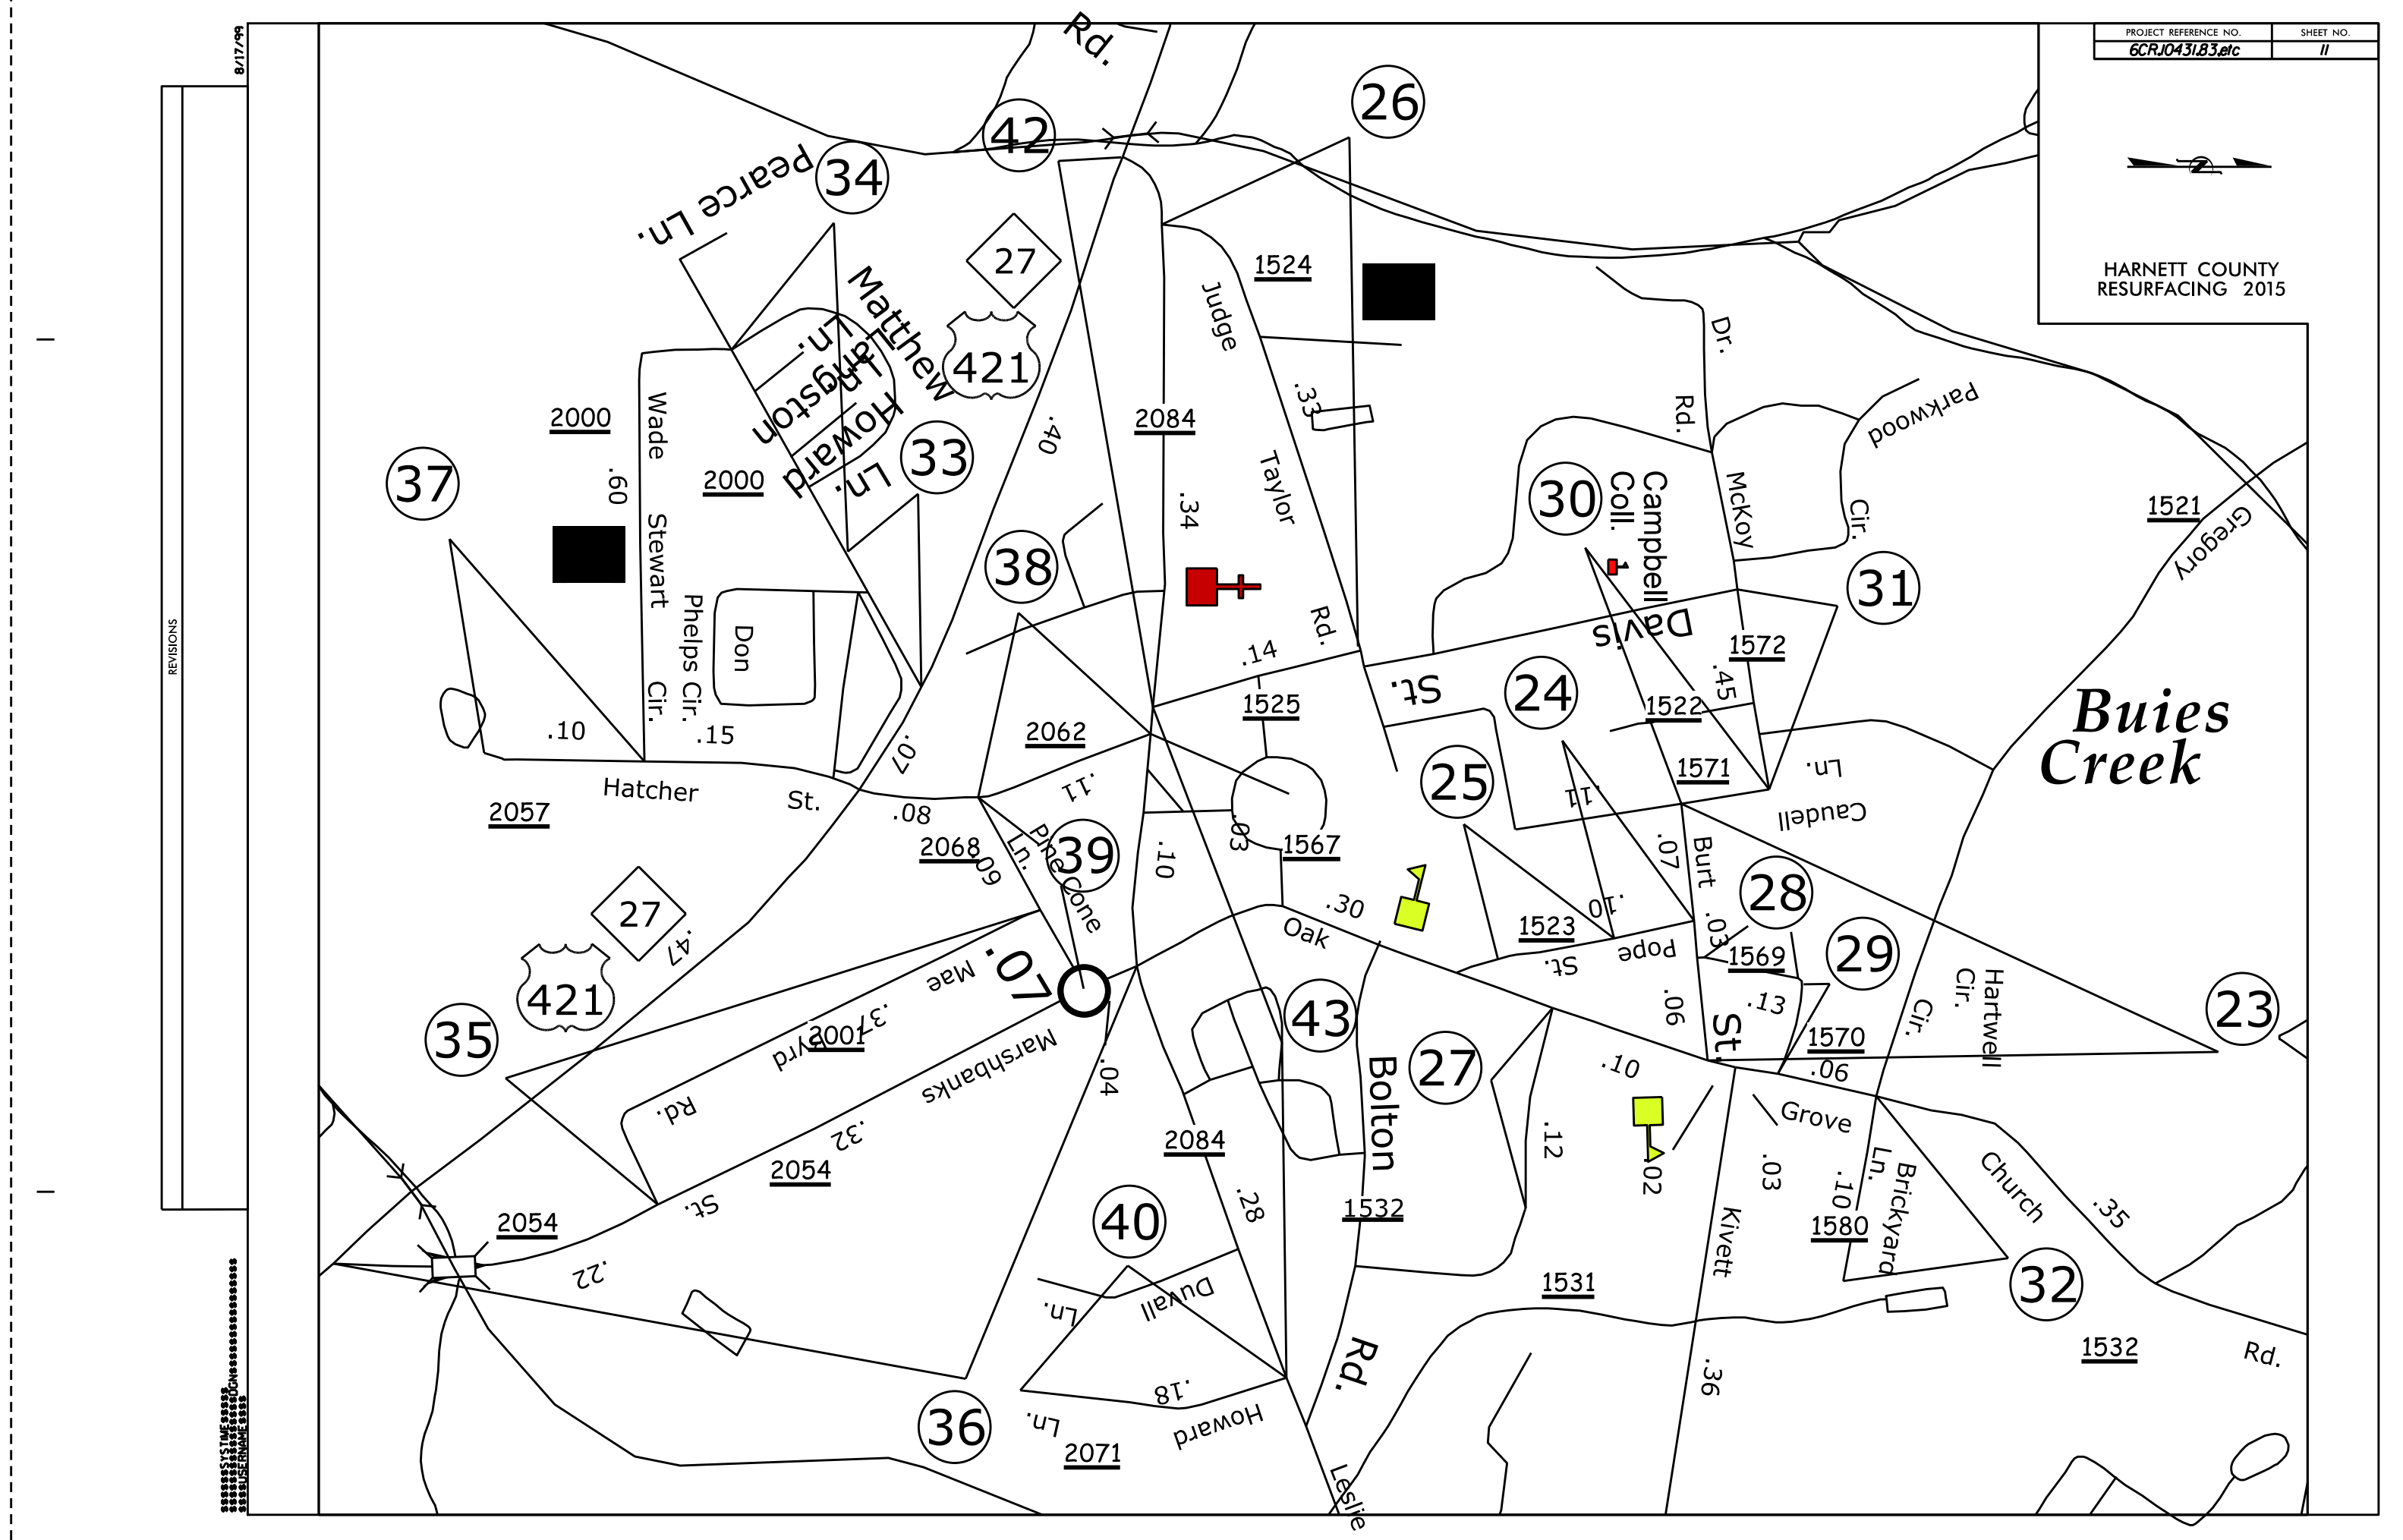 8/17/99
REVISIONS
PROJECT REFERENCE NO.
SHEET NO.
6CR.10431.83,etc
11
HARNETT COUNTY
RESURFACING 2015
Buies
Creek
Rd.
42
26
34
Pearce Ln.
27
421
Matthew
Ln.
Langston
Ln.
Howard
Ln.
33
37
2000
2000
.60
Wade Stewart Cir.
Phelps Cir.
Don
.10
.15
Hatcher St.
2057
.08
.07
.40
2084
.34
38
1524
Judge Taylor Rd.
.33
.14
1525
2062
.11
2068
.09
Pine Cone
Ln.
39
.10
.03
1567
.30
Oak
Grove
Church
Rd.
.35
Dr.
Rd.
McKoy
Parkwood
Cir.
30
Campbell
Coll.
31
Davis
St.
1572
.45
1522
1571
24
25
.11
.10
1523
Pope
St.
.07
Burt
St.
.03
.06
28
1569
29
.13
1570
.06
Caudell
Ln.
1521
Gregory
Cir.
Hartwell
Cir.
23
27
421
.47
35
Mae
Byrd
Rd.
.37
2001
.07
Marshbanks
St.
.32
2054
2054
.22
.04
43
Bolton
Rd.
27
.12
.10
.02
.03
2084
.28
1532
40
Duvall
Ln.
36
.18
Howard
Ln.
2071
Leslie
1531
Kivett
.36
.10
1580
Brickyard
Ln.
32
1532
$$$$$$SYSTIME$$$$$
$$$$$$$$$$$$$$$$DGN$$$$$$$$$$$$$$$$
$$$$USERNAME$$$$